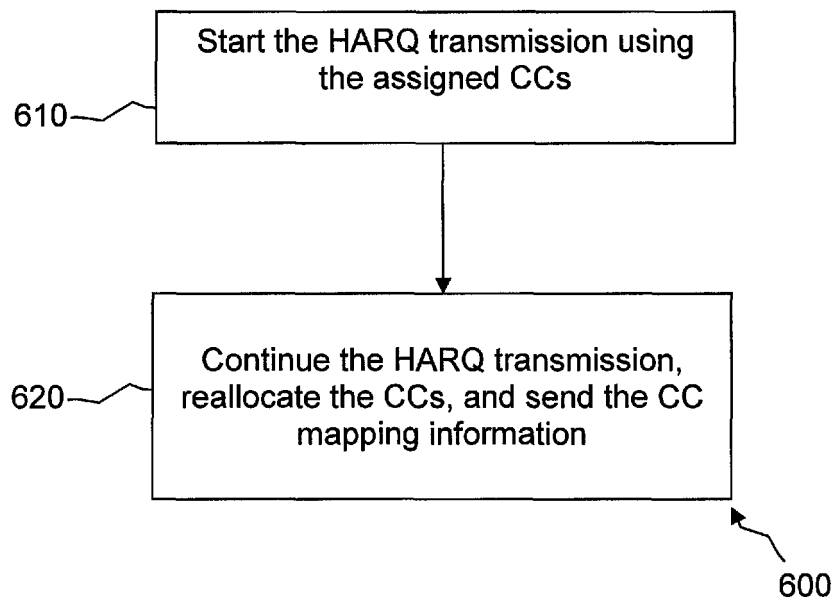 Start the HARQ transmission using
the assigned CCs
610
Continue the HARQ transmission,
reallocate the CCs, and send the CC
mapping information
620
600